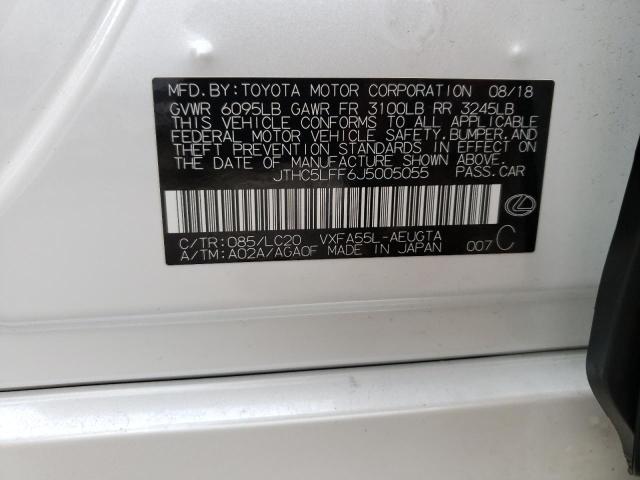 MFD.BY:TOYOTA MOTOR CORPORATION 08/18
GVWR 6095LB GAWR FR 3100LB RR 3245LB
THIS VEHICLE CONFORMS TO ALL APPLICABLE
FEDERAL MOTOR VEHICLE SAFETY,BUMPER,AND
THEFT PREVENTION STANDARDS IN EFFECT ON
THE DATE OF MANUFACTURE SHOWN ABOVE.
JTHC5LFF6J5005055 PASS.CAR
C/TR:085/LC20 VXFA55L-AEUGTA
A/TM:A02A/AGA0F MADE IN JAPAN 007 C